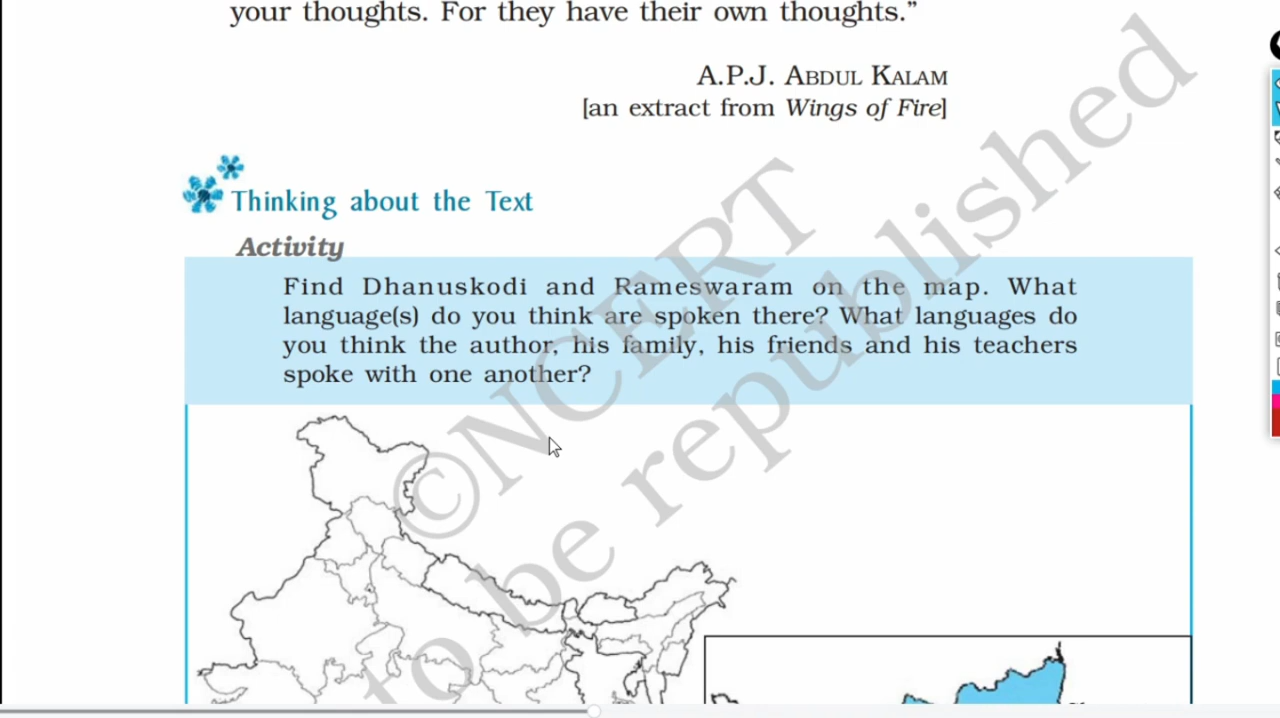 your thoughts. For they have their own thoughts.”
A.P.J. ABDUL KALAM
[an extract from Wings of Fire]
Thinking about the Text
Activity
Find Dhanuskodi and Rameswaram on the map. What
language(s) do you think are spoken there? What languages do
you think the author, his family, his friends and his teachers
spoke with one another?
©NCERT
to be republished